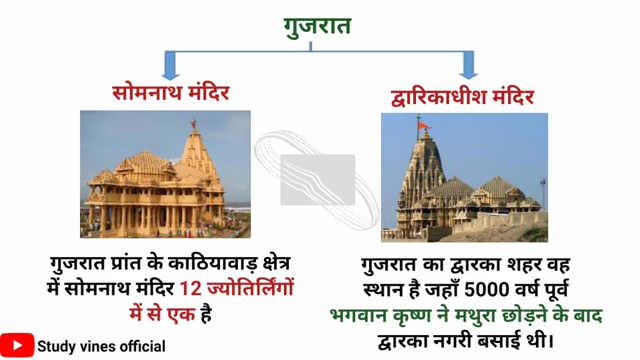 गुजरात
सोमनाथ मंदिर
द्वारिकाधीश मंदिर
गुजरात प्रांत के काठियावाड़ क्षेत्र
में सोमनाथ मंदिर 12 ज्योतिर्लिंगों
में से एक है
गुजरात का द्वारका शहर वह
स्थान है जहाँ 5000 वर्ष पूर्व
भगवान कृष्ण ने मथुरा छोड़ने के बाद
द्वारका नगरी बसाई थी।
Study vines official